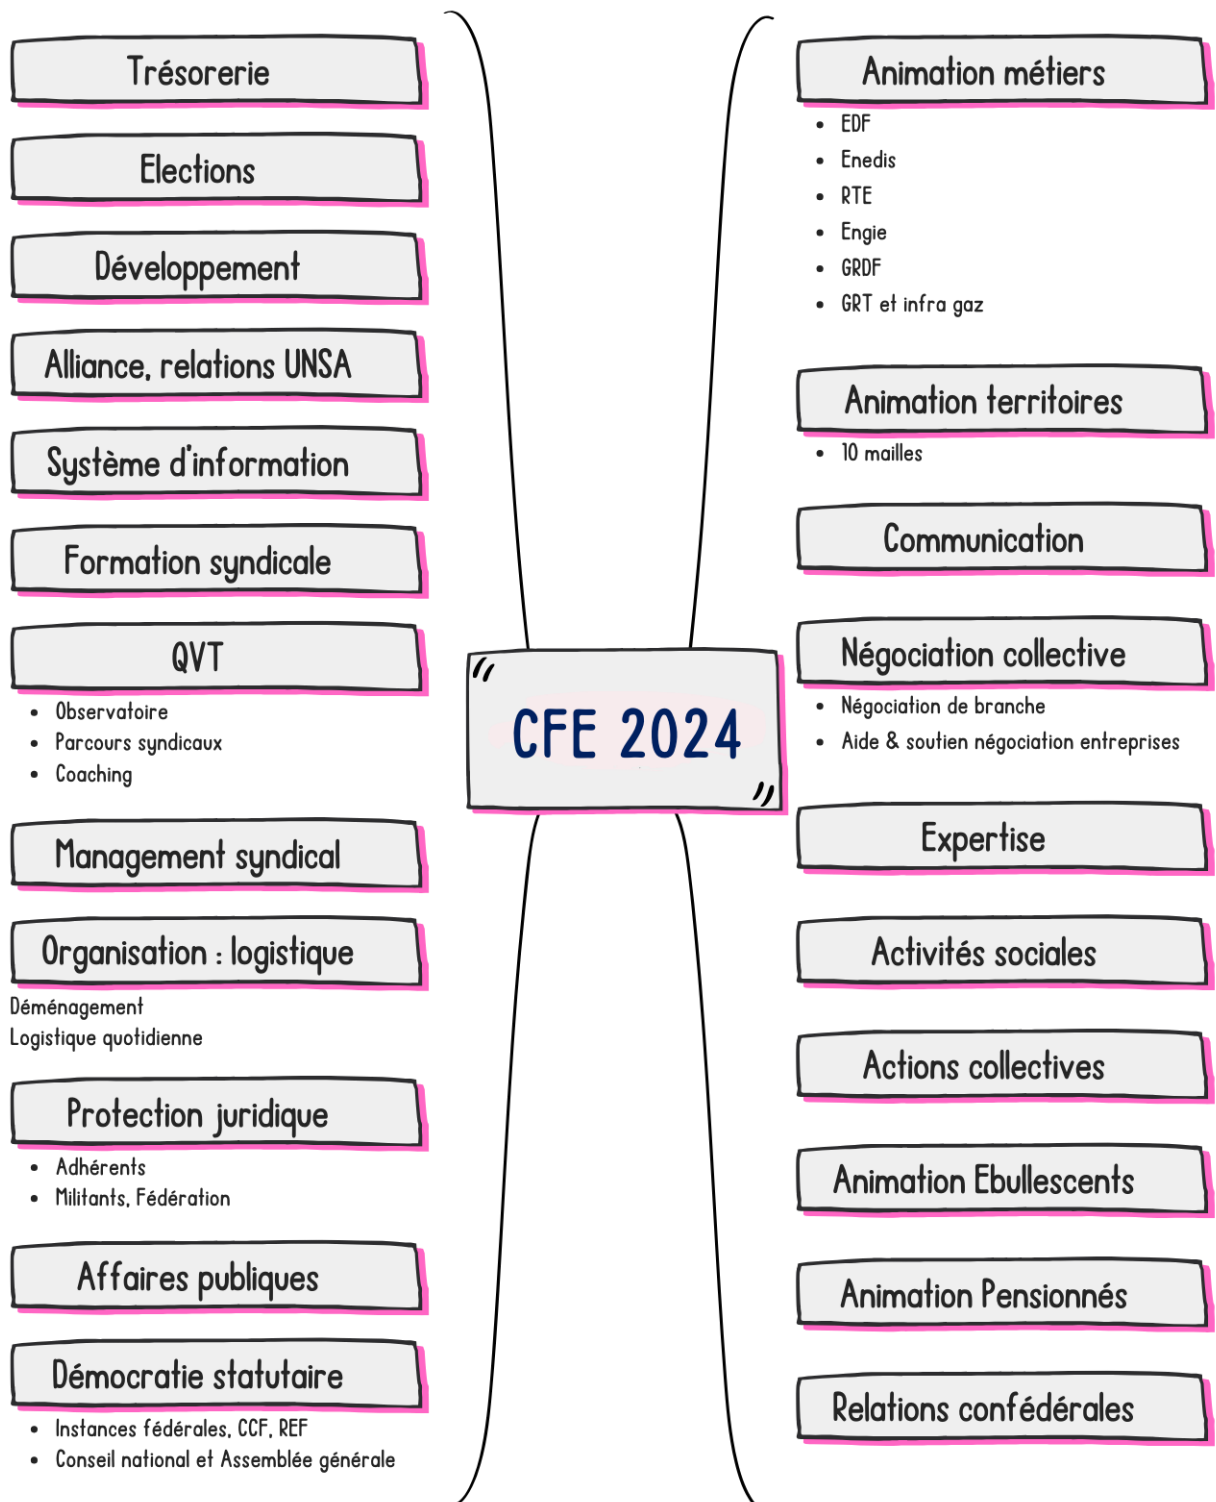 Trésorerie
Elections
Développement
Alliance, relations UNSA
Système d'information
Formation syndicale
QVT
• Observatoire
• Parcours syndicaux
• Coaching
Management syndical
Organisation : logistique
Déménagement
Logistique quotidienne
Protection juridique
• Adhérents
• Militants, Fédération
Affaires publiques
Démocratie statutaire
• Instances fédérales, CCF, REF
• Conseil national et Assemblée générale
CFE 2024
Animation métiers
• EDF
• Enedis
• RTE
• Engie
• GRDF
• GRT et infra gaz
Animation territoires
• 10 mailles
Communication
Négociation collective
• Négociation de branche
• Aide & soutien négociation entreprises
Expertise
Activités sociales
Actions collectives
Animation Ebullescents
Animation Pensionnés
Relations confédérales